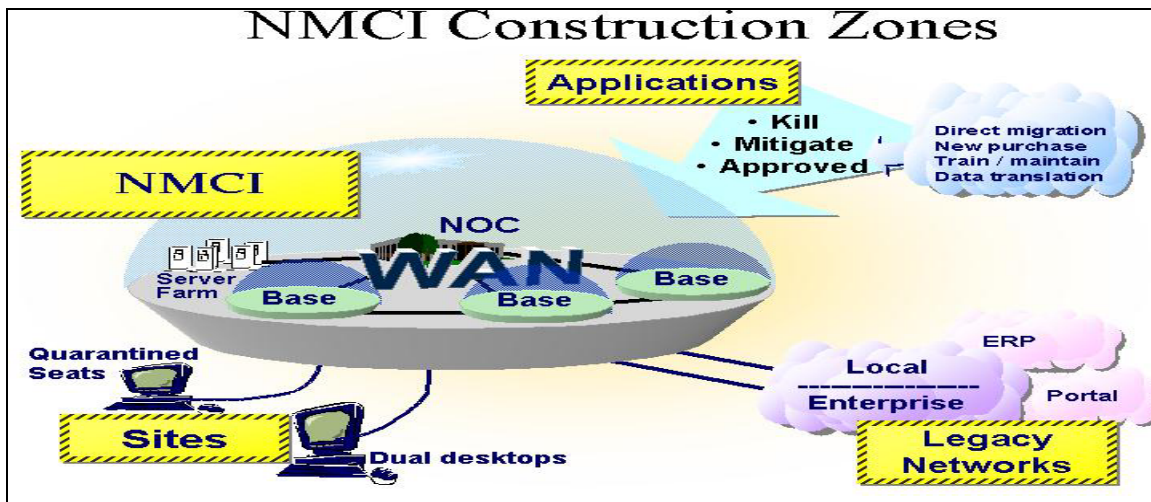 NMCI Construction Zones
Applications
• Kill
• Mitigate
• Approved
Direct migration
New purchase
Train / maintain
Data translation
NMCI
NOC
WAN
Server
Farm
Base
Base
Base
Quarantined
Seats
Sites
Dual desktops
Local
Enterprise
ERP
Portal
Legacy
Networks